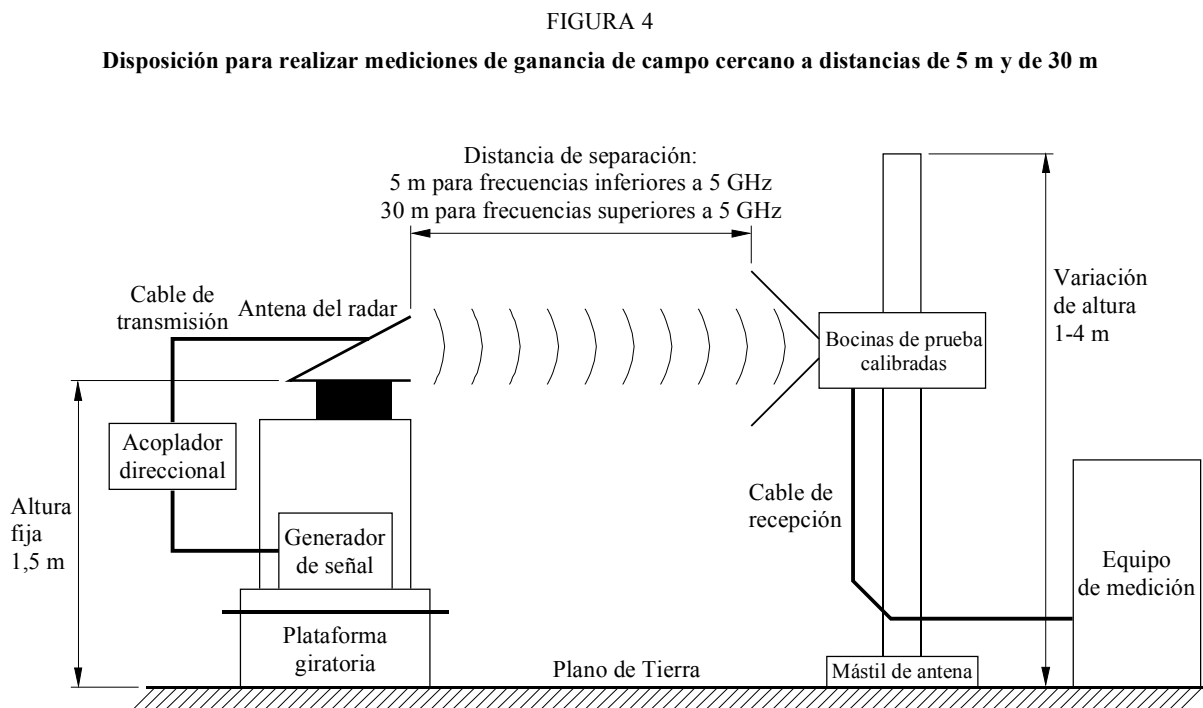 FIGURA 4
Disposición para realizar mediciones de ganancia de campo cercano a distancias de 5 m y de 30 m
Distancia de separación:
5 m para frecuencias inferiores a 5 GHz
30 m para frecuencias superiores a 5 GHz
Cable de
transmisión
Antena del radar
Variación
de altura
1-4 m
Bocinas de prueba
calibradas
Acoplador
direccional
Altura
fija
1,5 m
Generador
de señal
Cable de
recepción
Equipo
de medición
Plataforma
giratoria
Plano de Tierra
Mástil de antena